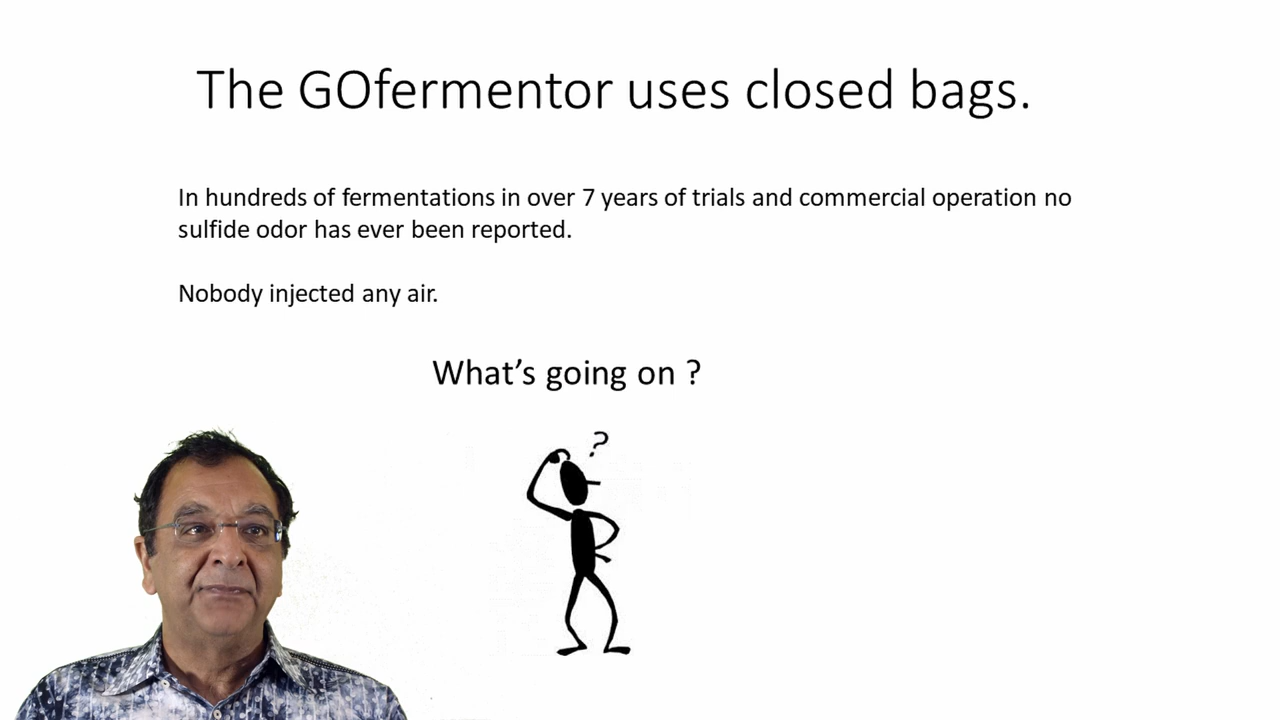 The GOfermentor uses closed bags.
In hundreds of fermentations in over 7 years of trials and commercial operation no
sulfide odor has ever been reported.
Nobody injected any air.
What’s going on ?
?